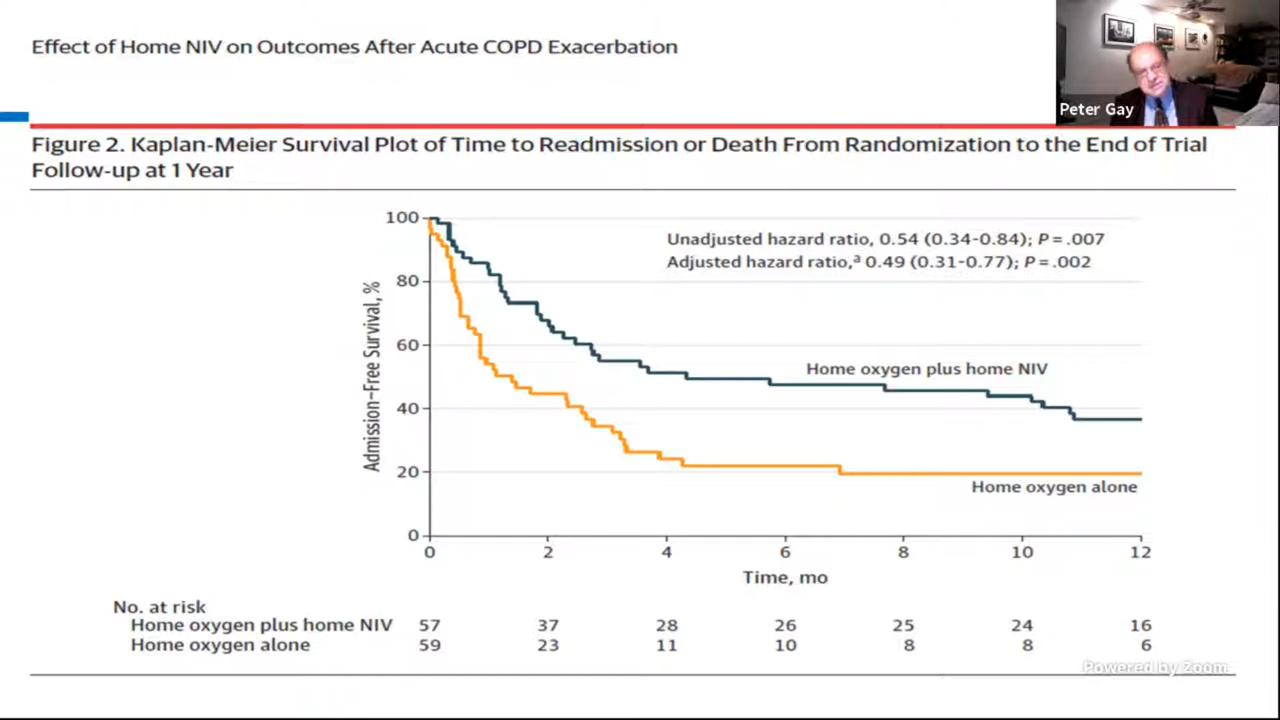 Effect of Home NIV on Outcomes After Acute COPD Exacerbation
Peter Gay
Figure 2. Kaplan-Meier Survival Plot of Time to Readmission or Death From Randomization to the End of Trial
Follow-up at 1 Year
Admission-Free Survival, %
100
80
60
40
20
0
Unadjusted hazard ratio, 0.54 (0.34-0.84); P = .007
Adjusted hazard ratio,ᵃ 0.49 (0.31-0.77); P = .002
Home oxygen plus home NIV
Home oxygen alone
0 2 4 6 8 10 12
Time, mo
No. at risk
Home oxygen plus home NIV 57 37 28 26 25 24 16
Home oxygen alone 59 23 11 10 8 8 6
Powered by Zoom